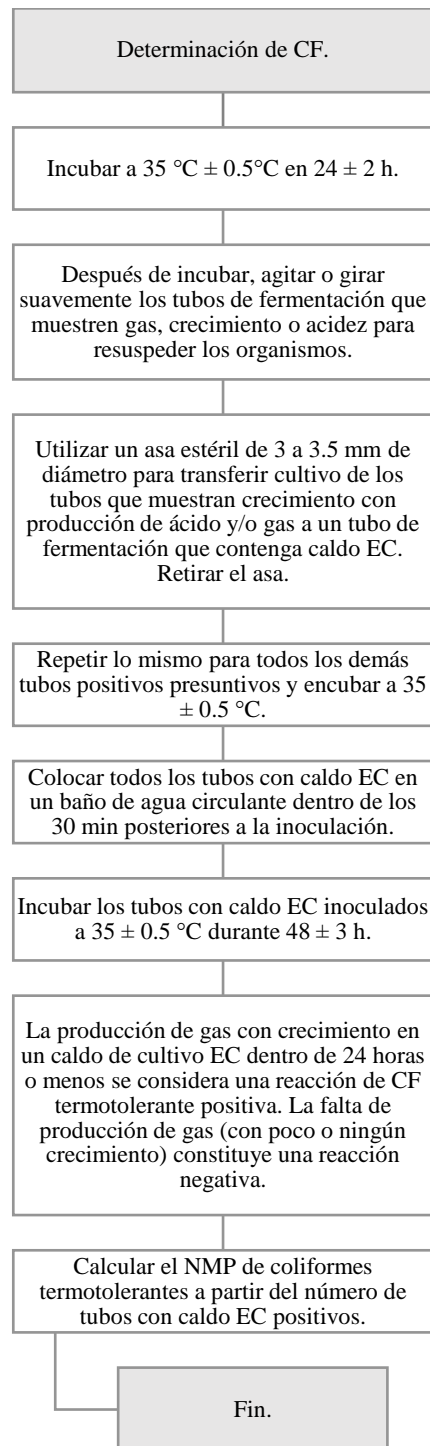 Determinación de CF.
Incubar a 35 °C ± 0.5°C en 24 ± 2 h.
Después de incubar, agitar o girar
suavemente los tubos de fermentación que
muestren gas, crecimiento o acidez para
resuspeder los organismos.
Utilizar un asa estéril de 3 a 3.5 mm de
diámetro para transferir cultivo de los
tubos que muestran crecimiento con
producción de ácido y/o gas a un tubo de
fermentación que contenga caldo EC.
Retirar el asa.
Repetir lo mismo para todos los demás
tubos positivos presuntivos y encubar a 35
± 0.5 °C.
Colocar todos los tubos con caldo EC en
un baño de agua circulante dentro de los
30 min posteriores a la inoculación.
Incubar los tubos con caldo EC inoculados
a 35 ± 0.5 °C durante 48 ± 3 h.
La producción de gas con crecimiento en
un caldo de cultivo EC dentro de 24 horas
o menos se considera una reacción de CF
termotolerante positiva. La falta de
producción de gas (con poco o ningún
crecimiento) constituye una reacción
negativa.
Calcular el NMP de coliformes
termotolerantes a partir del número de
tubos con caldo EC positivos.
Fin.